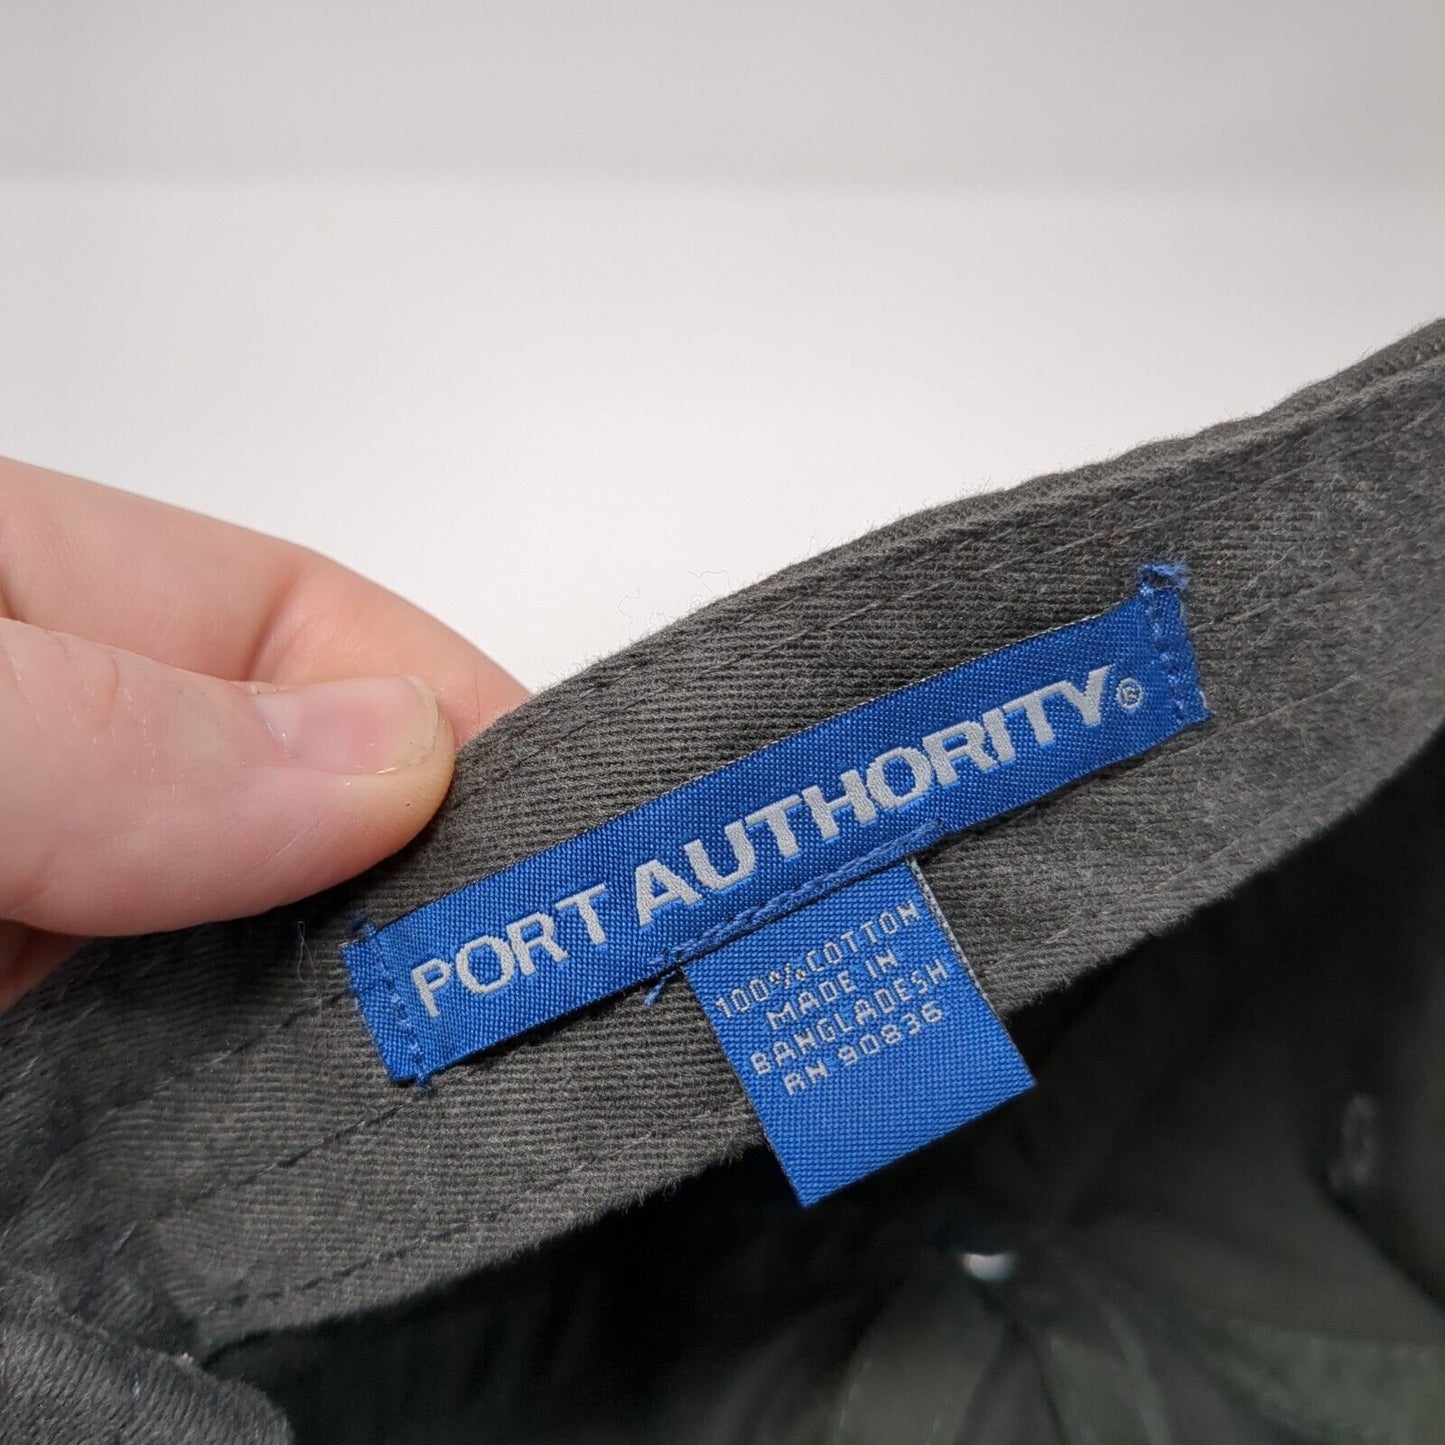 PORT AUTHORITY®
100% COTTON
MADE IN
BANGLADESH
RN 90836